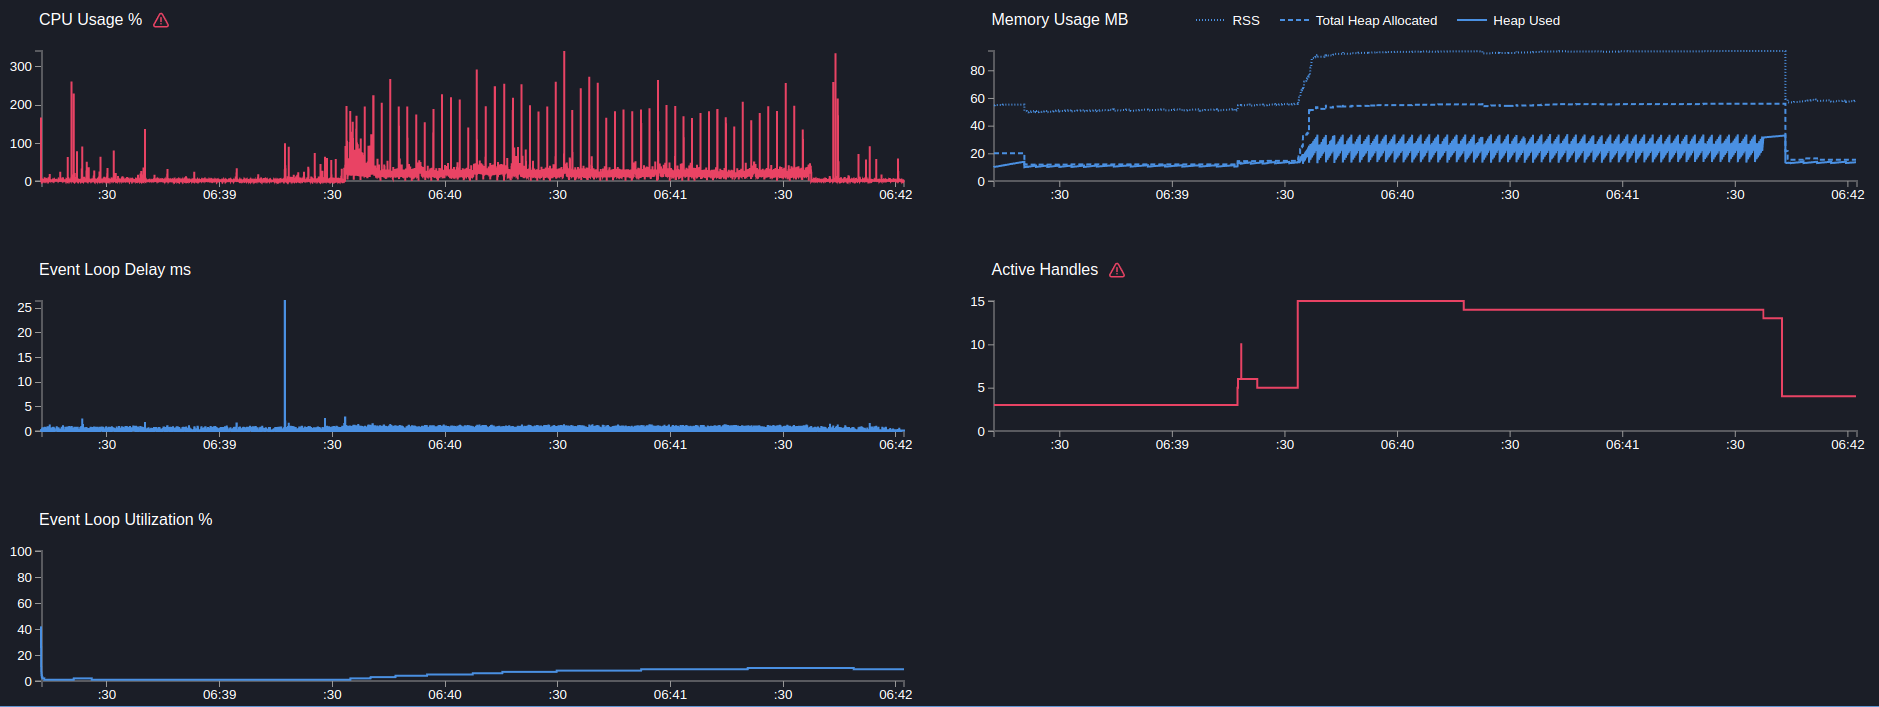 CPU Usage %
300
200
100
0
:30 06:39 :30 06:40 :30 06:41 :30 06:42
Memory Usage MB RSS Total Heap Allocated Heap Used
80
60
40
20
0
:30 06:39 :30 06:40 :30 06:41 :30 06:42
Event Loop Delay ms
25
20
15
10
5
0
:30 06:39 :30 06:40 :30 06:41 :30 06:42
Active Handles
15
10
5
0
:30 06:39 :30 06:40 :30 06:41 :30 06:42
Event Loop Utilization %
100
80
60
40
20
0
:30 06:39 :30 06:40 :30 06:41 :30 06:42